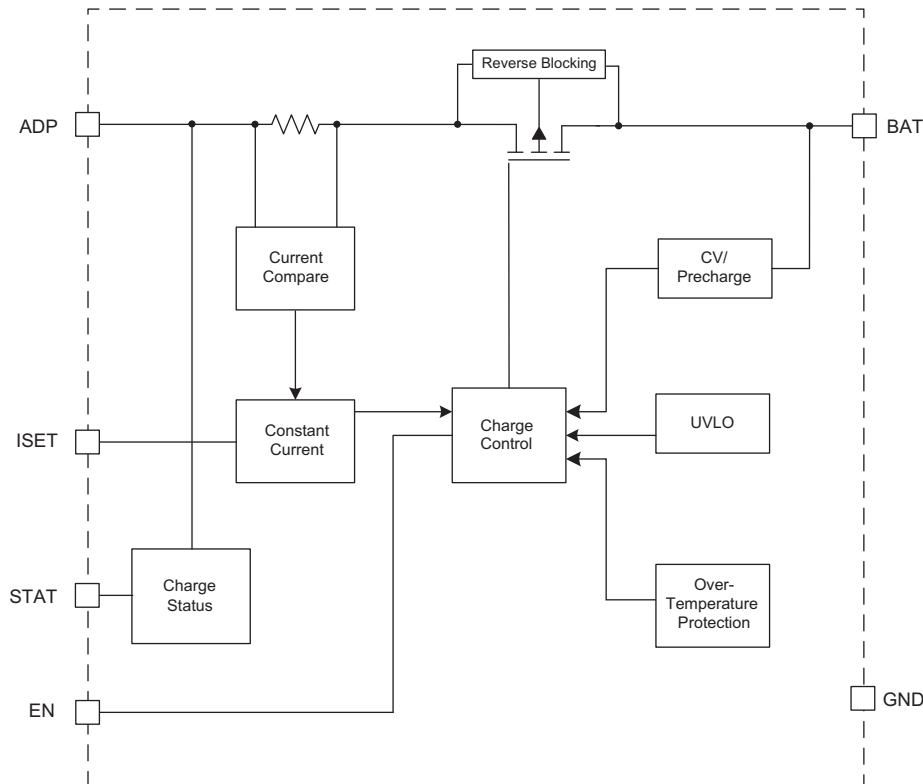 Reverse Blocking
ADP
BAT
Current
Compare
CV/
Precharge
ISET
Constant
Current
Charge
Control
UVLO
STAT
Charge
Status
Over-
Temperature
Protection
EN
GND